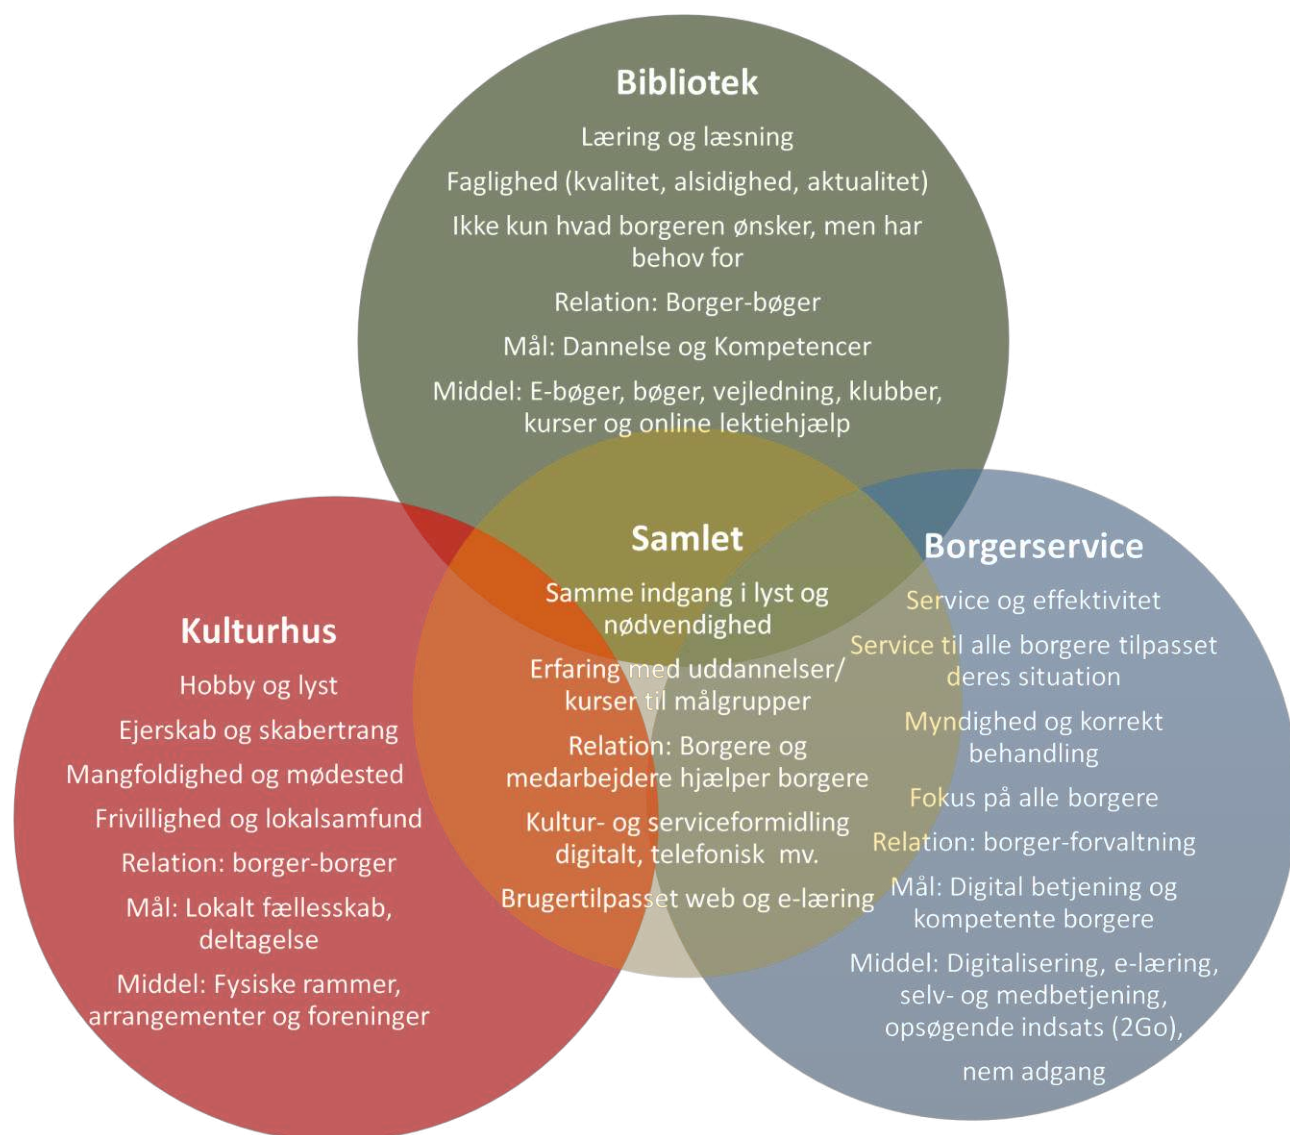 Bibliotek
Læring og læsning
Faglighed (kvalitet, alsidighed, aktualitet)
Ikke kun hvad borgeren ønsker, men har
behov for
Relation: Borger-bøger
Mål: Dannelse og Kompetencer
Middel: E-bøger, bøger, vejledning, klubber,
kurser og online lektiehjælp
Kulturhus
Hobby og lyst
Ejerskab og skabertrang
Mangfoldighed og mødested
Frivillighed og lokalsamfund
Relation: borger-borger
Mål: Lokalt fællesskab,
deltagelse
Middel: Fysiske rammer,
arrangementer og foreninger
Samlet
Samme indgang i lyst og
nødvendighed
Erfaring med uddannelser/
kurser til målgrupper
Relation: Borgere og
medarbejdere hjælper borgere
Kultur- og serviceformidling
digitalt, telefonisk mv.
Brugertilpasset web og e-læring
Borgerservice
Service og effektivitet
Service til alle borgere tilpasset
deres situation
Myndighed og korrekt
behandling
Fokus på alle borgere
Relation: borger-forvaltning
Mål: Digital betjening og
kompetente borgere
Middel: Digitalisering, e-læring,
selv- og medbetjening,
opsøgende indsats (2Go),
nem adgang